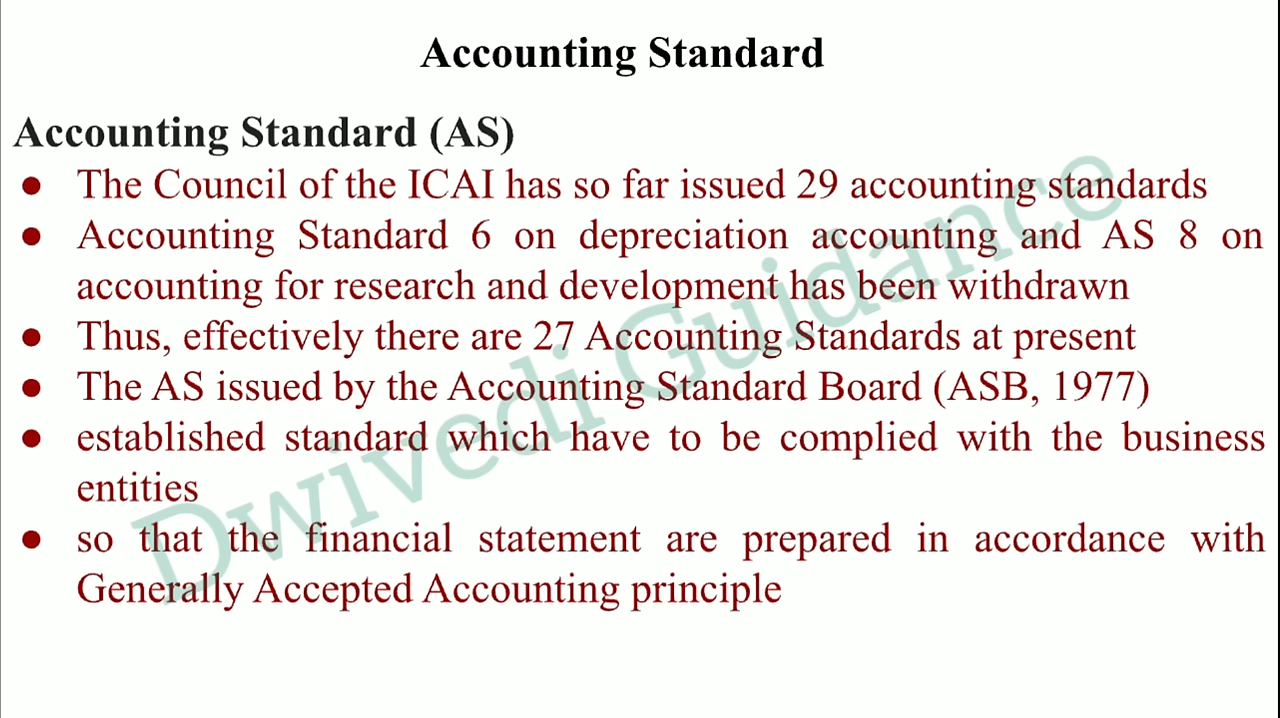 Accounting Standard
Accounting Standard (AS)
● The Council of the ICAI has so far issued 29 accounting standards
● Accounting Standard 6 on depreciation accounting and AS 8 on
accounting for research and development has been withdrawn
● Thus, effectively there are 27 Accounting Standards at present
● The AS issued by the Accounting Standard Board (ASB, 1977)
● established standard which have to be complied with the business
entities
● so that the financial statement are prepared in accordance with
Generally Accepted Accounting principle
Dwivedi Guidance